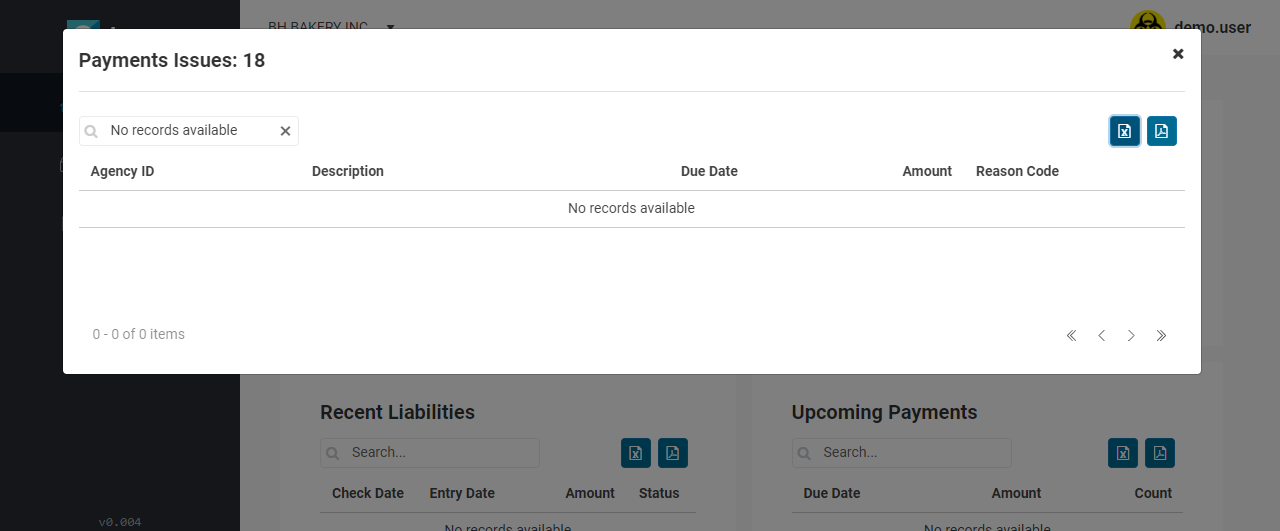 BH BAKERY INC
demo.user
Payments Issues: 18
No records available
Agency ID Description Due Date Amount Reason Code
No records available
0 - 0 of 0 items
Recent Liabilities
Search...
Check Date Entry Date Amount Status
No records available
Upcoming Payments
Search...
Due Date Amount Count
No records available
v0.004